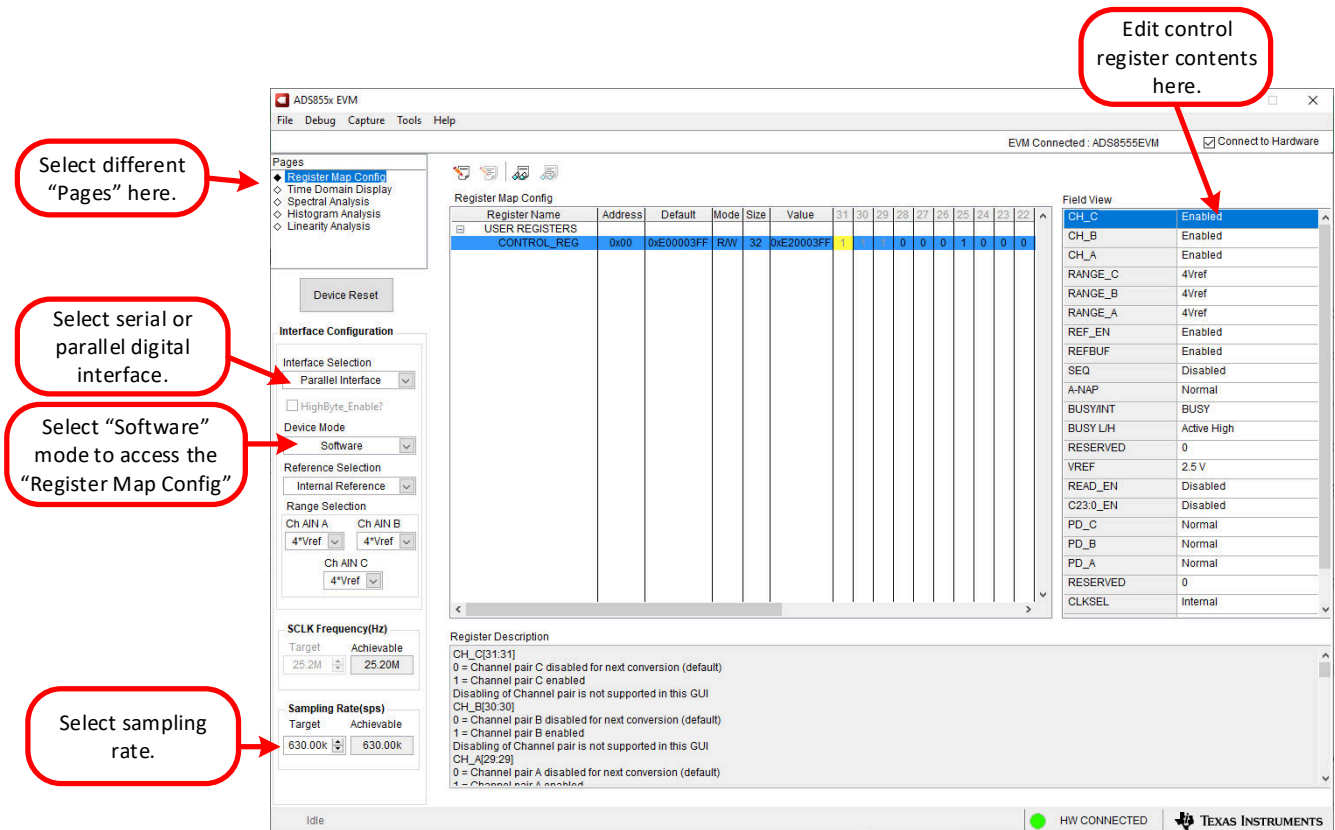 Edit control
register contents
here.
ADS855x EVM
File Debug Capture Tools Help
EVM Connected : ADS8555EVM
Connect to Hardware
Select different
“Pages” here.
Pages
Register Map Config
Time Domain Display
Spectral Analysis
Histogram Analysis
Linearity Analysis
Device Reset
Select serial or
parallel digital
interface.
Interface Configuration
Interface Selection
Parallel Interface
HighByte_Enable?
Select “Software”
mode to access the
“Register Map Config”
Device Mode
Software
Reference Selection
Internal Reference
Range Selection
Ch AIN A Ch AIN B
4*Vref 4*Vref
Ch AIN C
4*Vref
SCLK Frequency(Hz)
Target Achievable
25.2M 25.20M
Select sampling
rate.
Sampling Rate(sps)
Target Achievable
630.00k 630.00k
Register Map Config
Register Name Address Default Mode Size Value 31 30 29 28 27 26 25 24 23 22
USER REGISTERS
CONTROL_REG 0x00 0xE00003FF R/W 32 0xE20003FF 1 1 1 0 0 0 1 0 0 0
Field View
CH_C Enabled
CH_B Enabled
CH_A Enabled
RANGE_C 4Vref
RANGE_B 4Vref
RANGE_A 4Vref
REF_EN Enabled
REFBUF Enabled
SEQ Disabled
A-NAP Normal
BUSY/INT BUSY
BUSY L/H Active High
RESERVED 0
VREF 2.5 V
READ_EN Disabled
C23:0_EN Disabled
PD_C Normal
PD_B Normal
PD_A Normal
RESERVED 0
CLKSEL Internal
Register Description
CH_C[31:31]
0 = Channel pair C disabled for next conversion (default)
1 = Channel pair C enabled
Disabling of Channel pair is not supported in this GUI
CH_B[30:30]
0 = Channel pair B disabled for next conversion (default)
1 = Channel pair B enabled
Disabling of Channel pair is not supported in this GUI
CH_A[29:29]
0 = Channel pair A disabled for next conversion (default)
1 = Channel pair A enabled
Idle
HW CONNECTED
TEXAS INSTRUMENTS